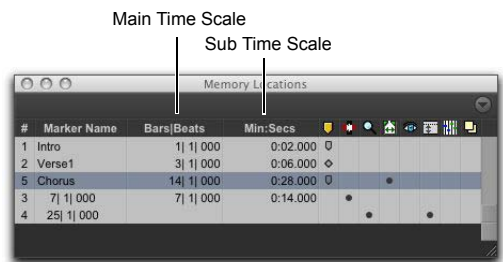 Main Time Scale
Sub Time Scale
Memory Locations
# Marker Name Bars|Beats Min:Secs
1 Intro 1| 1| 000 0:02.000
2 Verse1 3| 1| 000 0:06.000
5 Chorus 14| 1| 000 0:28.000
3 7| 1| 000 7| 1| 000 0:14.000
4 25| 1| 000